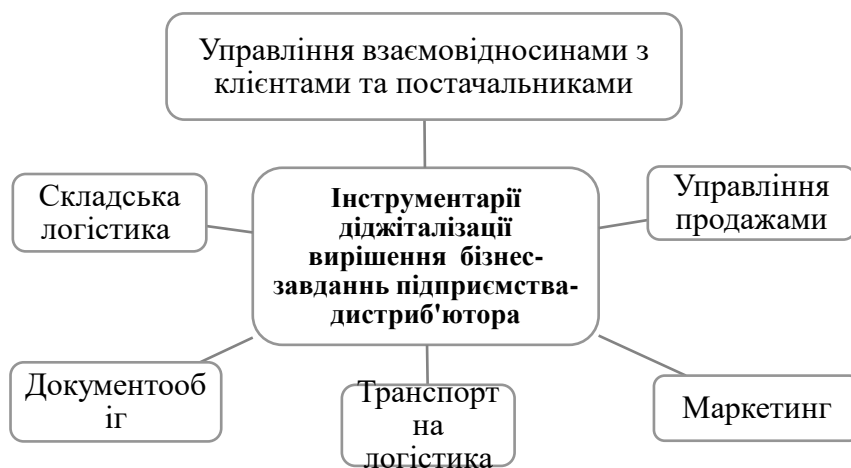 Управління взаємовідносинами з
клієнтами та постачальниками
Складська
логістика
Інструментарії
діджіталізації
вирішення бізнес-
завданнь підприємства-
дистриб'ютора
Управління
продажами
Документооб
іг
Транспорт
на
логістика
Маркетинг